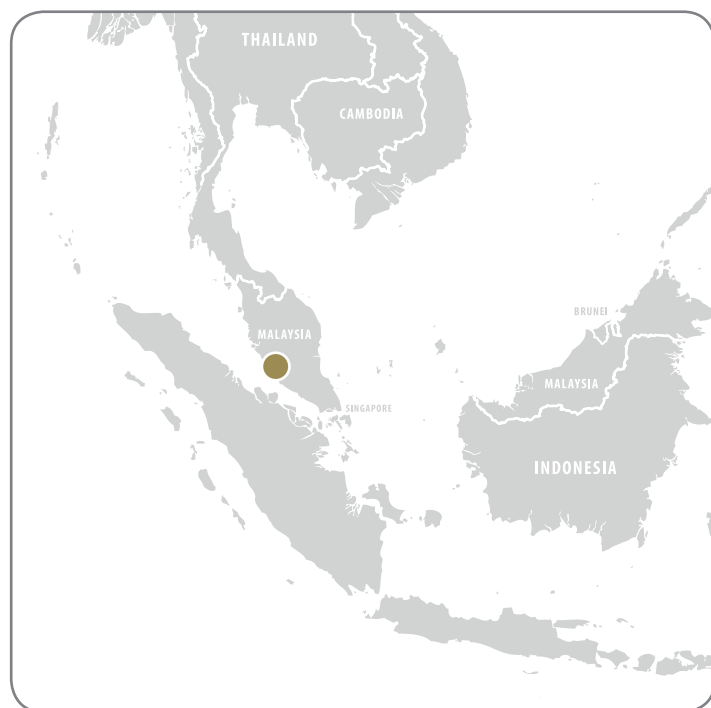 THAILAND
CAMBODIA
BRUNEI
MALAYSIA
MALAYSIA
SINGAPORE
INDONESIA